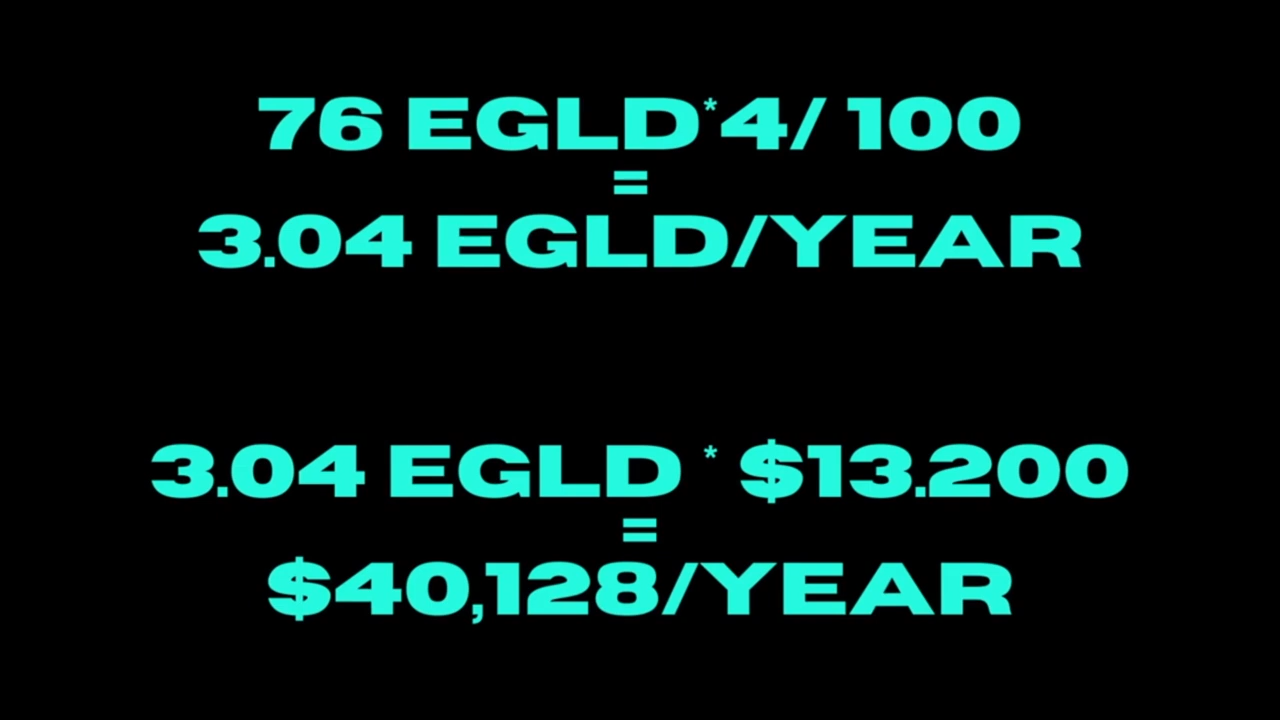 76 EGLD*4/ 100
=
3.04 EGLD/YEAR
3.04 EGLD * $13.200
=
$40,128/YEAR